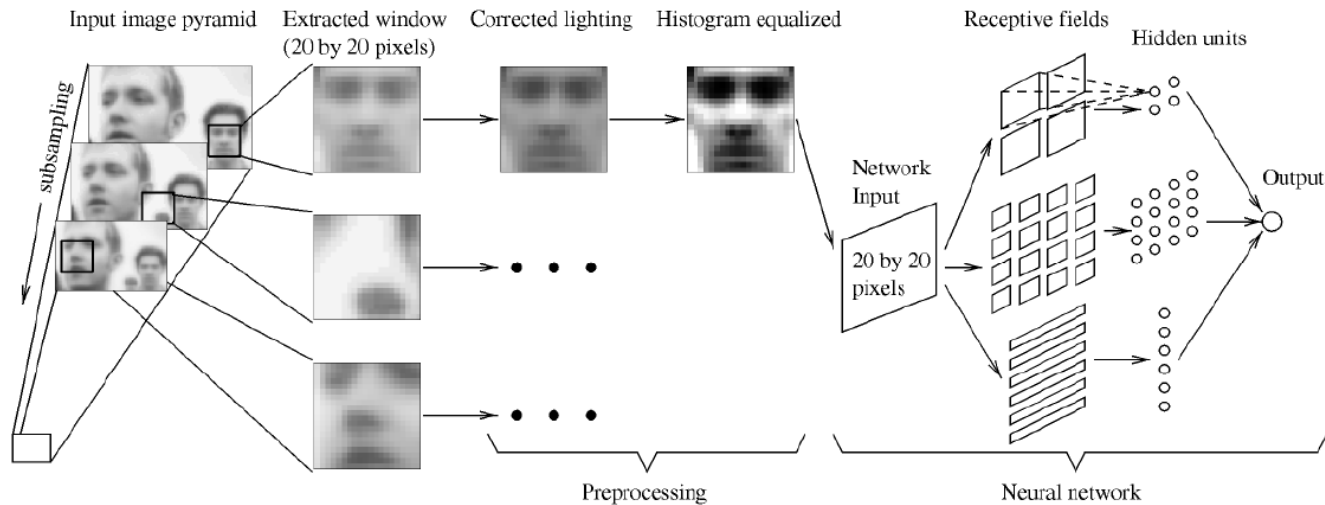 Input image pyramid
Extracted window
(20 by 20 pixels)
Corrected lighting
Histogram equalized
Receptive fields
Hidden units
subsampling
Network
Input
Output
20 by 20
pixels
Preprocessing
Neural network